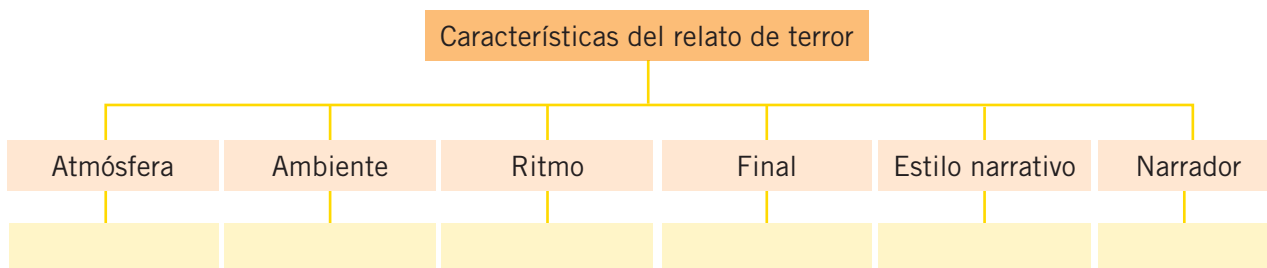 Características del relato de terror
Atmósfera
Ambiente
Ritmo
Final
Estilo narrativo
Narrador